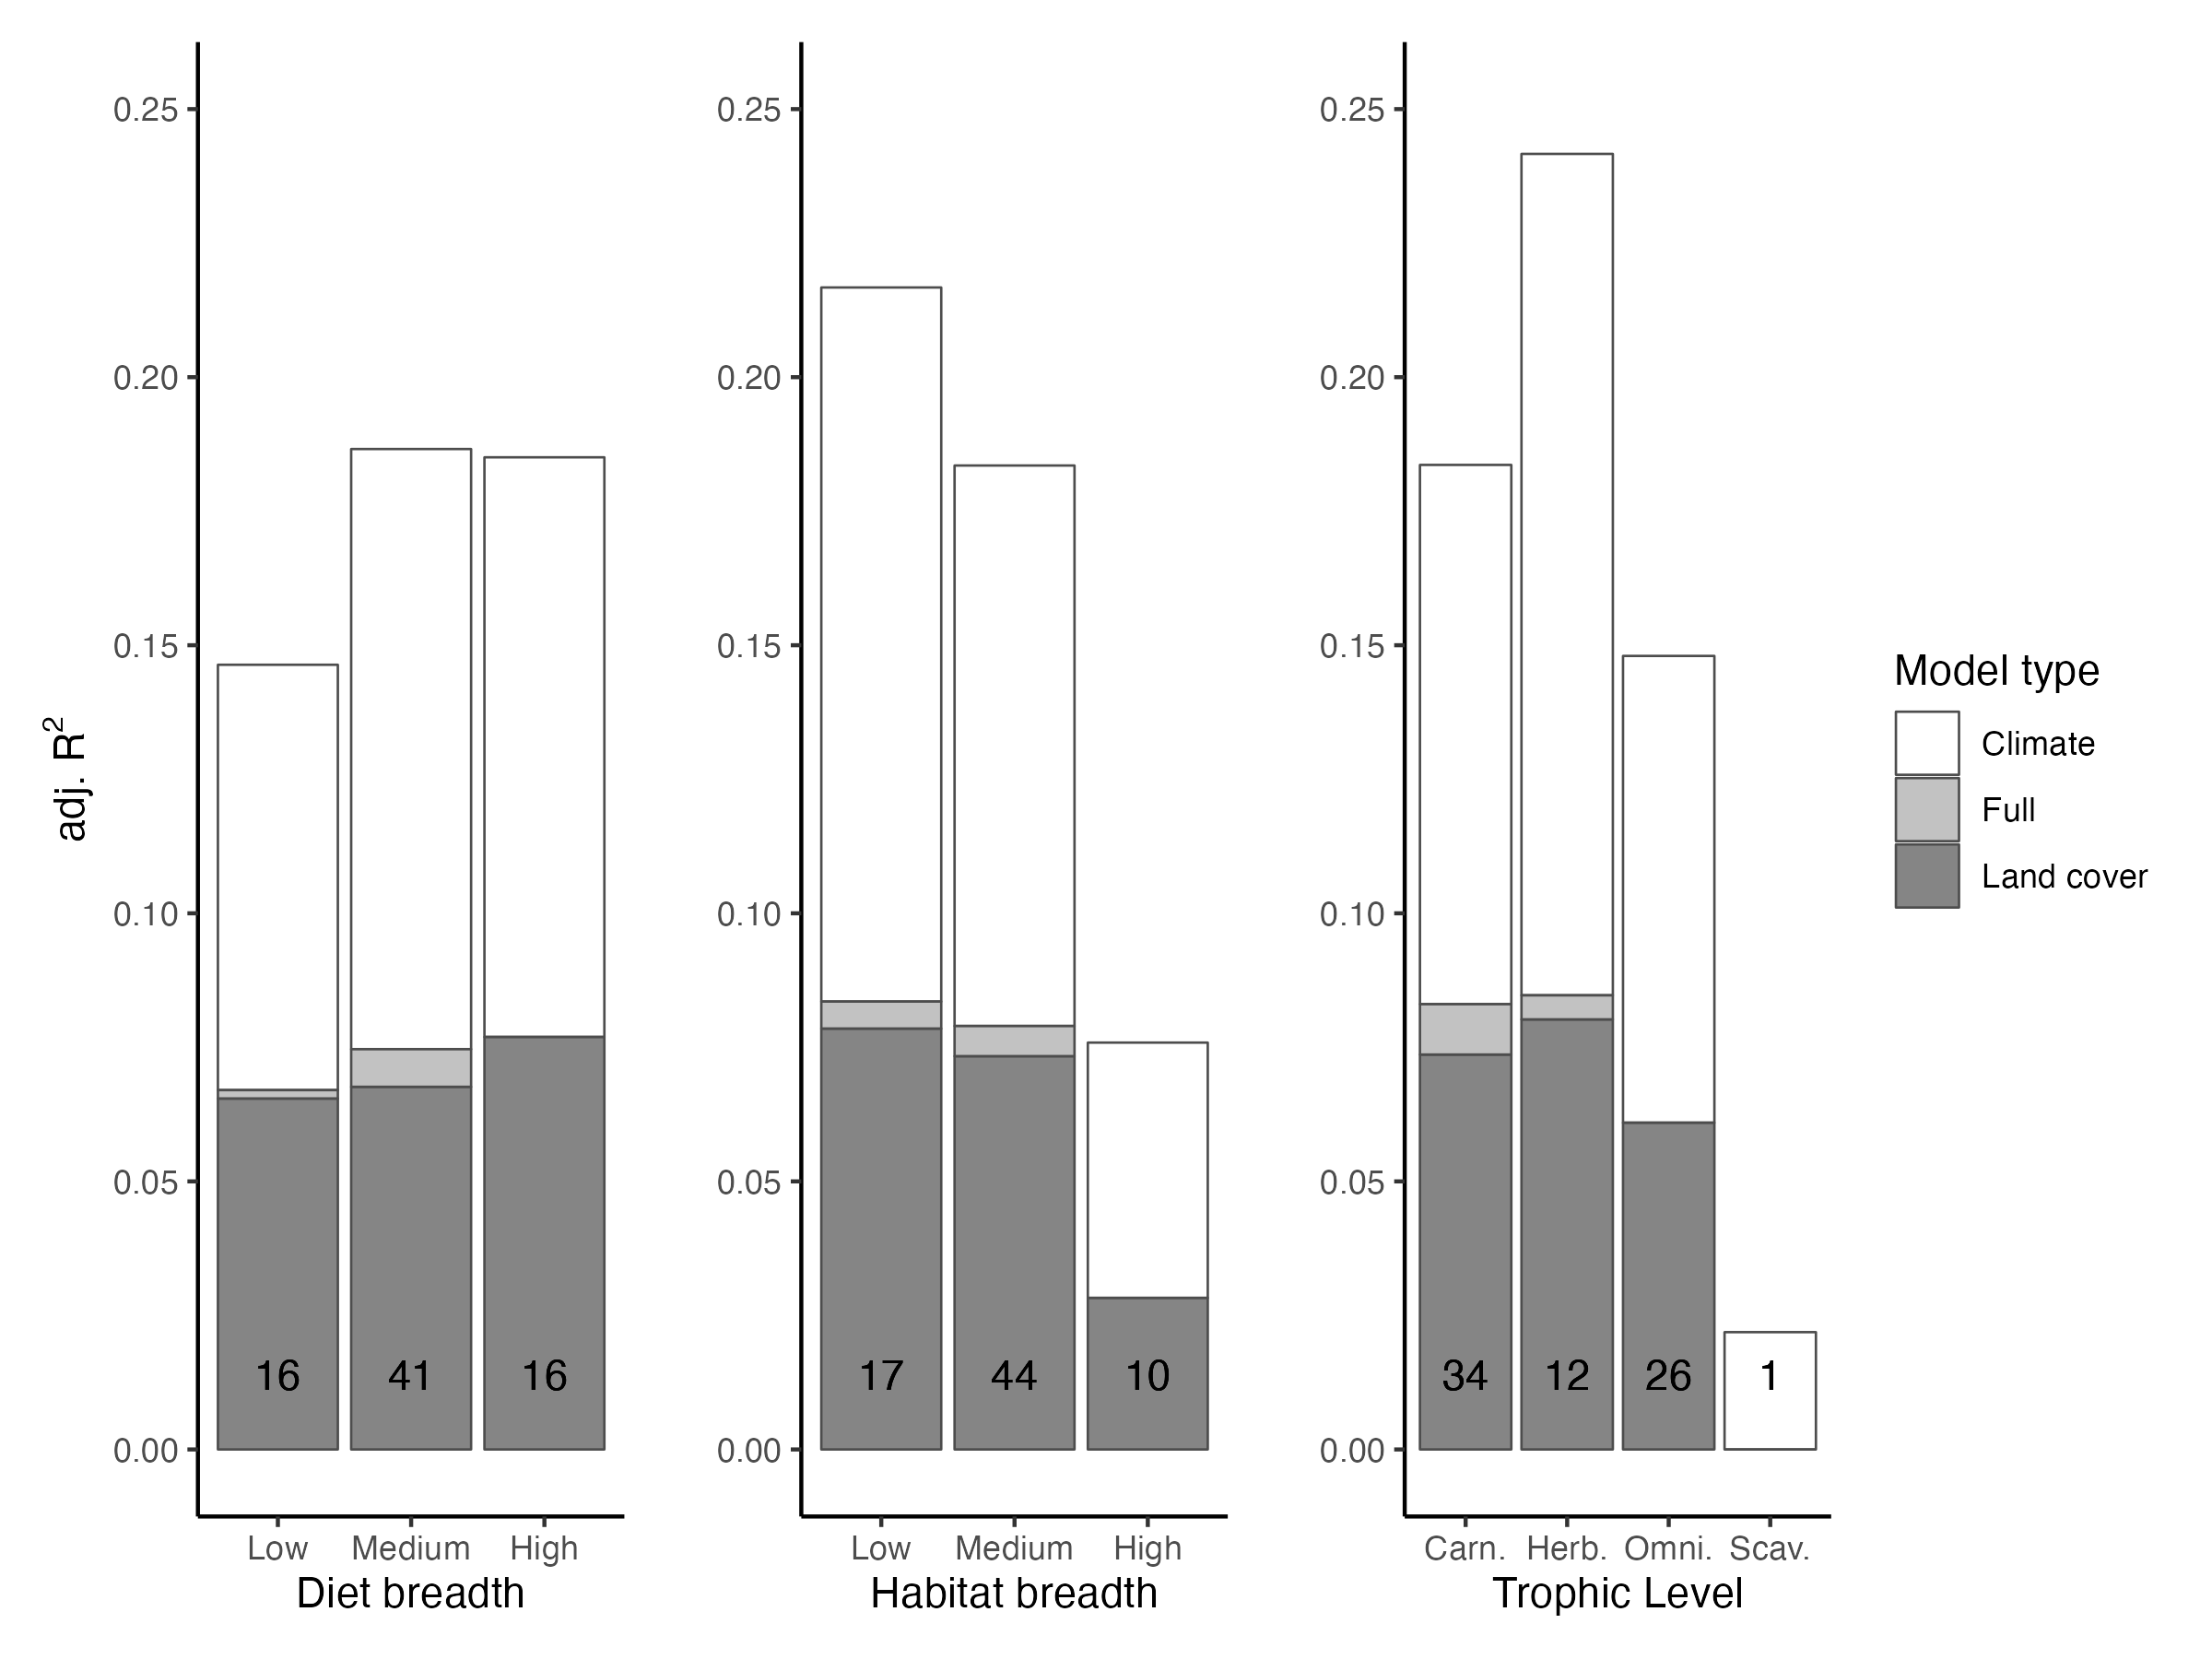 adj. R²
0.25
0.20
0.15
0.10
0.05
0.00
16 41 16
Low Medium High
Diet breadth
0.25
0.20
0.15
0.10
0.05
0.00
17 44 10
Low Medium High
Habitat breadth
0.25
0.20
0.15
0.10
0.05
0.00
34 12 26 1
Carn. Herb. Omni. Scav.
Trophic Level
Model type
Climate
Full
Land cover